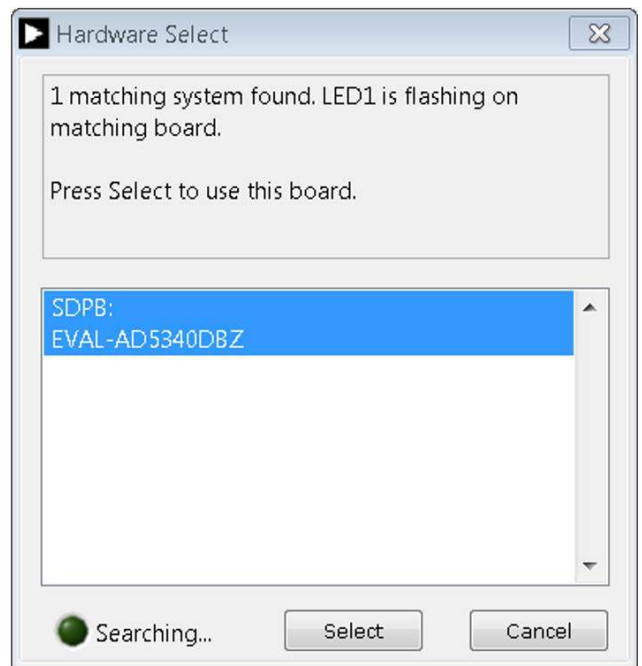 Hardware Select
1 matching system found. LED1 is flashing on
matching board.
Press Select to use this board.
SDPB:
EVAL-AD5340DBZ
Searching...
Select
Cancel